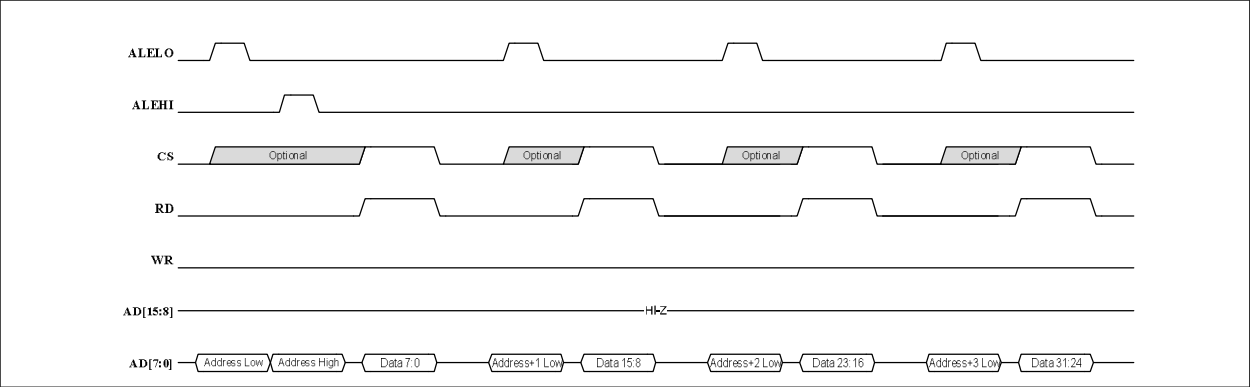 ALELO
ALEHI
CS Optional Optional Optional Optional
RD
WR
AD[15:8] HI-Z
AD[7:0] Address Low Address High Data 7:0 Address+1 Low Data 15:8 Address+2 Low Data 23:16 Address+3 Low Data 31:24